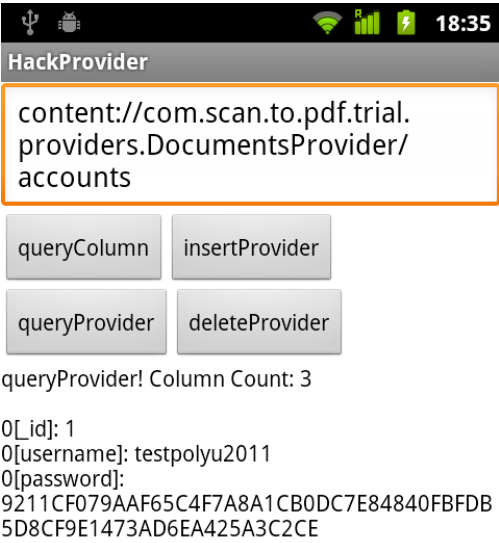 18:35
HackProvider
content://com.scan.to.pdf.trial.
providers.DocumentsProvider/
accounts
queryColumn insertProvider
queryProvider deleteProvider
queryProvider! Column Count: 3
0[_id]: 1
0[username]: testpolyu2011
0[password]:
9211CF079AAF65C4F7A8A1CB0DC7E84840FBFDB
5D8CF9E1473AD6EA425A3C2CE